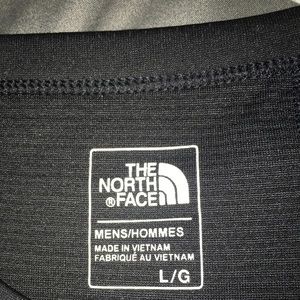 THE
NORTH
® FACE
MENS/HOMMES
MADE IN VIETNAM
FABRIQUÉ AU VIETNAM
L/G